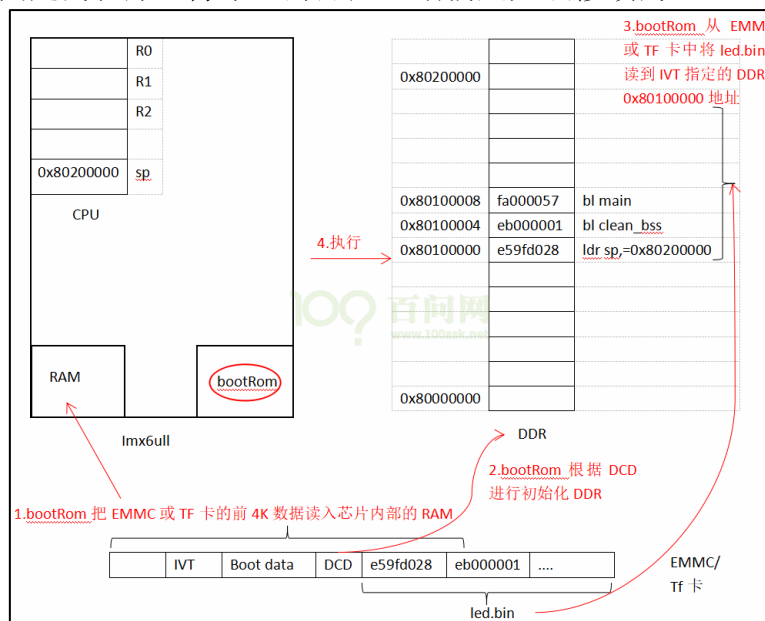 3.bootRom 从 EMM
或 TF 卡中将 led.bin
读到 IVT 指定的 DDR
0x80100000 地址
R0
R1
R2
0x80200000 sp
CPU
RAM
bootRom
Imx6ull
4.执行
0x80200000
0x80100008 fa000057 bl main
0x80100004 eb000001 bl clean_bss
0x80100000 e59fd028 ldr sp,=0x80200000
百问网
www.100ask.net
0x80000000
DDR
2.bootRom 根据 DCD
进行初始化 DDR
1.bootRom 把 EMMC 或 TF 卡的前 4K 数据读入芯片内部的 RAM
IVT Boot data DCD e59fd028 eb000001 ....
EMMC/
Tf 卡
led.bin